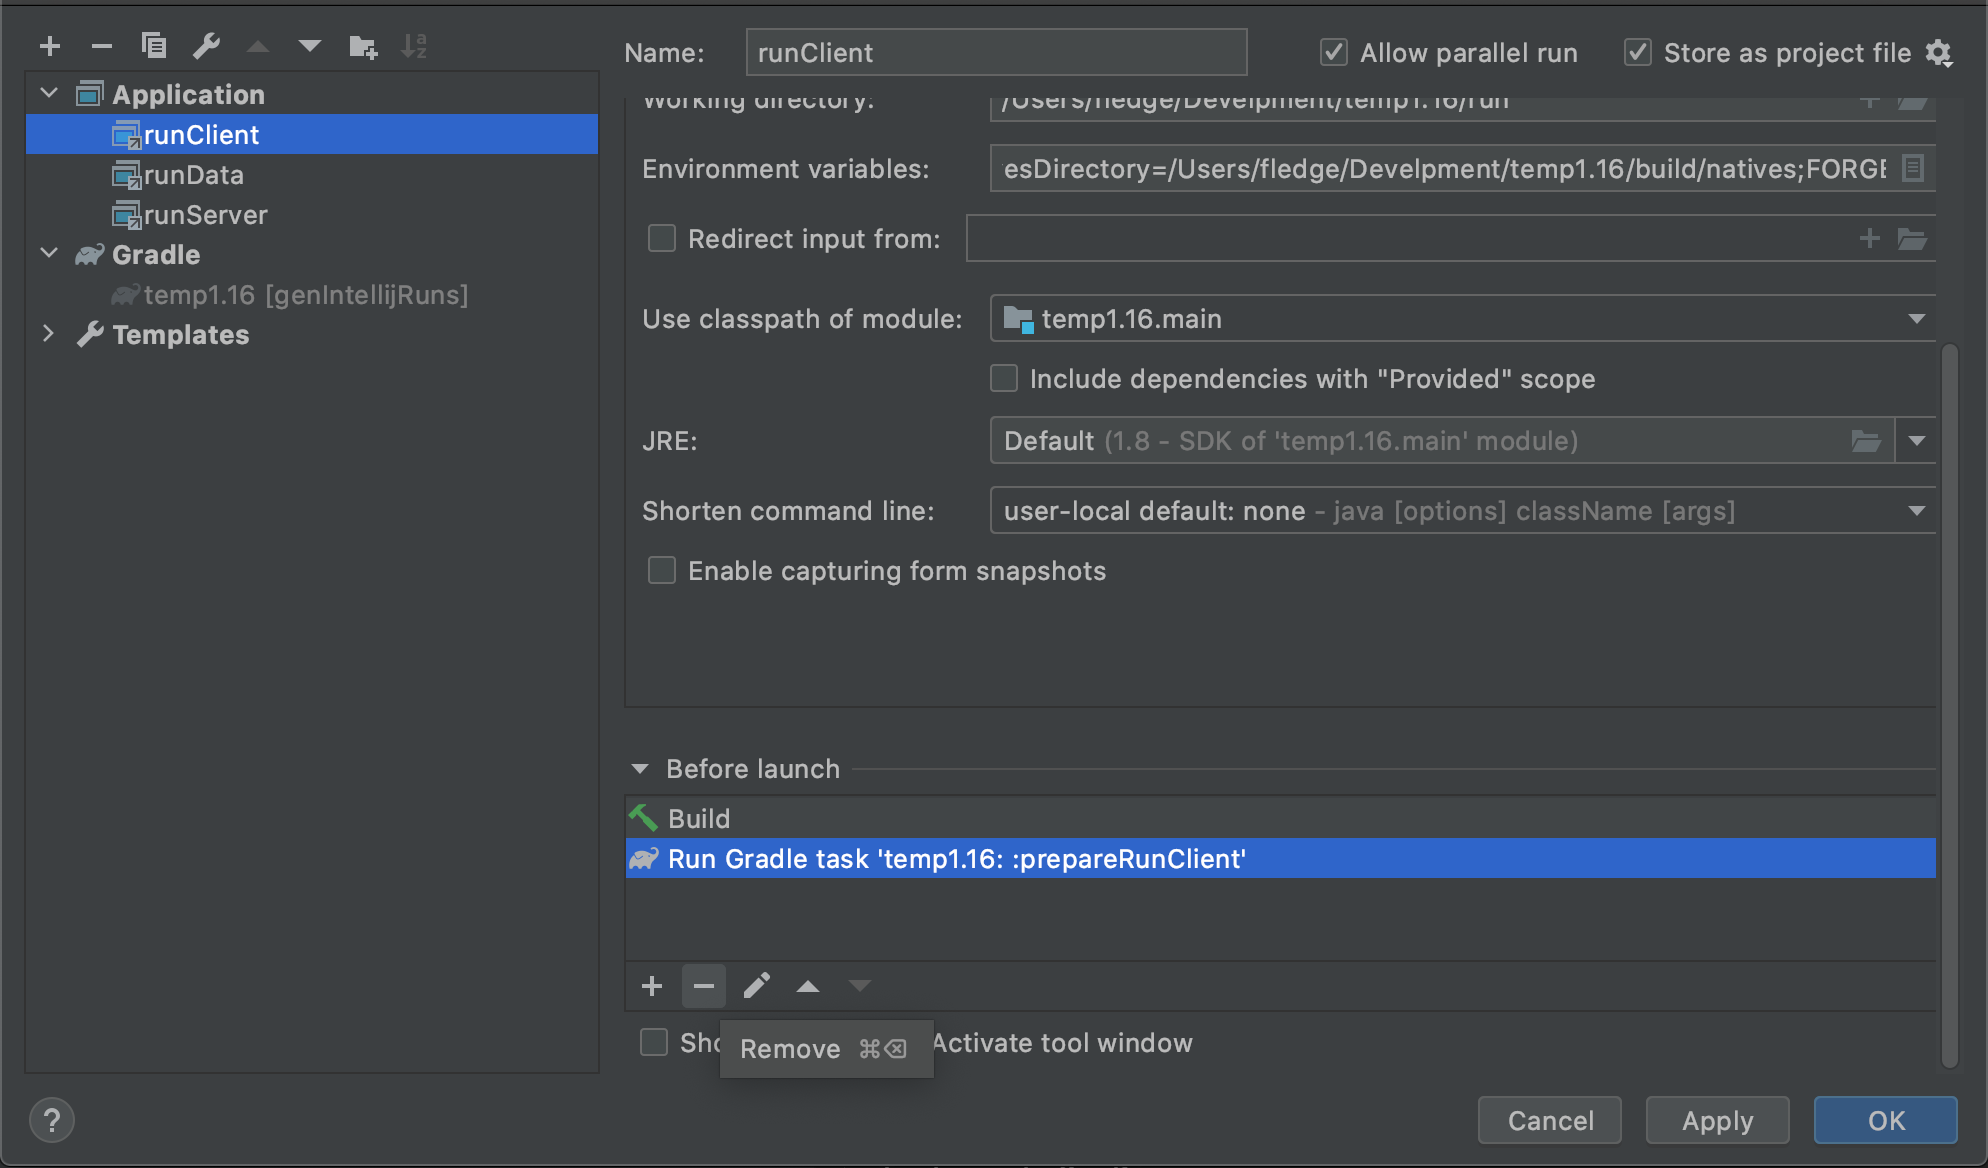 Name: runClient Allow parallel run Store as project file
Application
runClient
runData
runServer
Gradle
temp1.16 [genIntellijRuns]
Templates
Working directory: /Users/fledge/Develpment/temp1.16/run
Environment variables: esDirectory=/Users/fledge/Develpment/temp1.16/build/natives;FORGE
Redirect input from:
Use classpath of module: temp1.16.main
Include dependencies with "Provided" scope
JRE: Default (1.8 - SDK of 'temp1.16.main' module)
Shorten command line: user-local default: none - java [options] className [args]
Enable capturing form snapshots
Before launch
Build
Run Gradle task 'temp1.16: :prepareRunClient'
Remove ⌘⌫
Activate tool window
? Cancel Apply OK